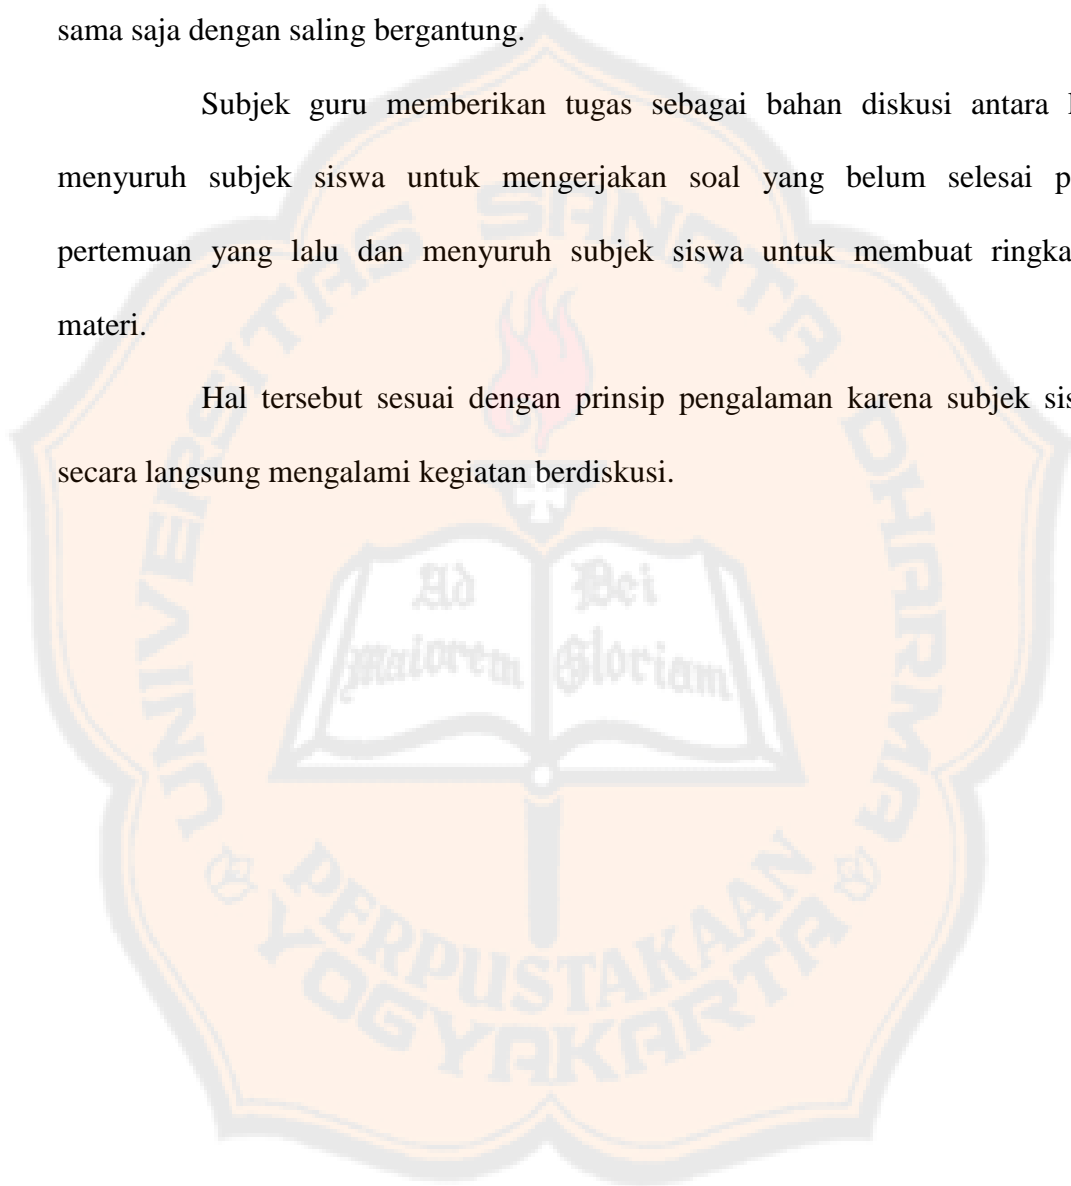 sama saja dengan saling bergantung.
Subjek guru memberikan tugas sebagai bahan diskusi antara
menyuruh subjek siswa untuk mengerjakan soal yang belum selesai
pertemuan yang lalu dan menyuruh subjek siswa untuk membuat
materi.
Hal tersebut sesuai dengan prinsip pengalaman karena subjek
secara langsung mengalami kegiatan berdiskusi.
UNIVERSITAS SANATA DHARMA
Ad Dei
Maiorem Gloriam
PERPUSTAKAAN
YOGYAKARTA